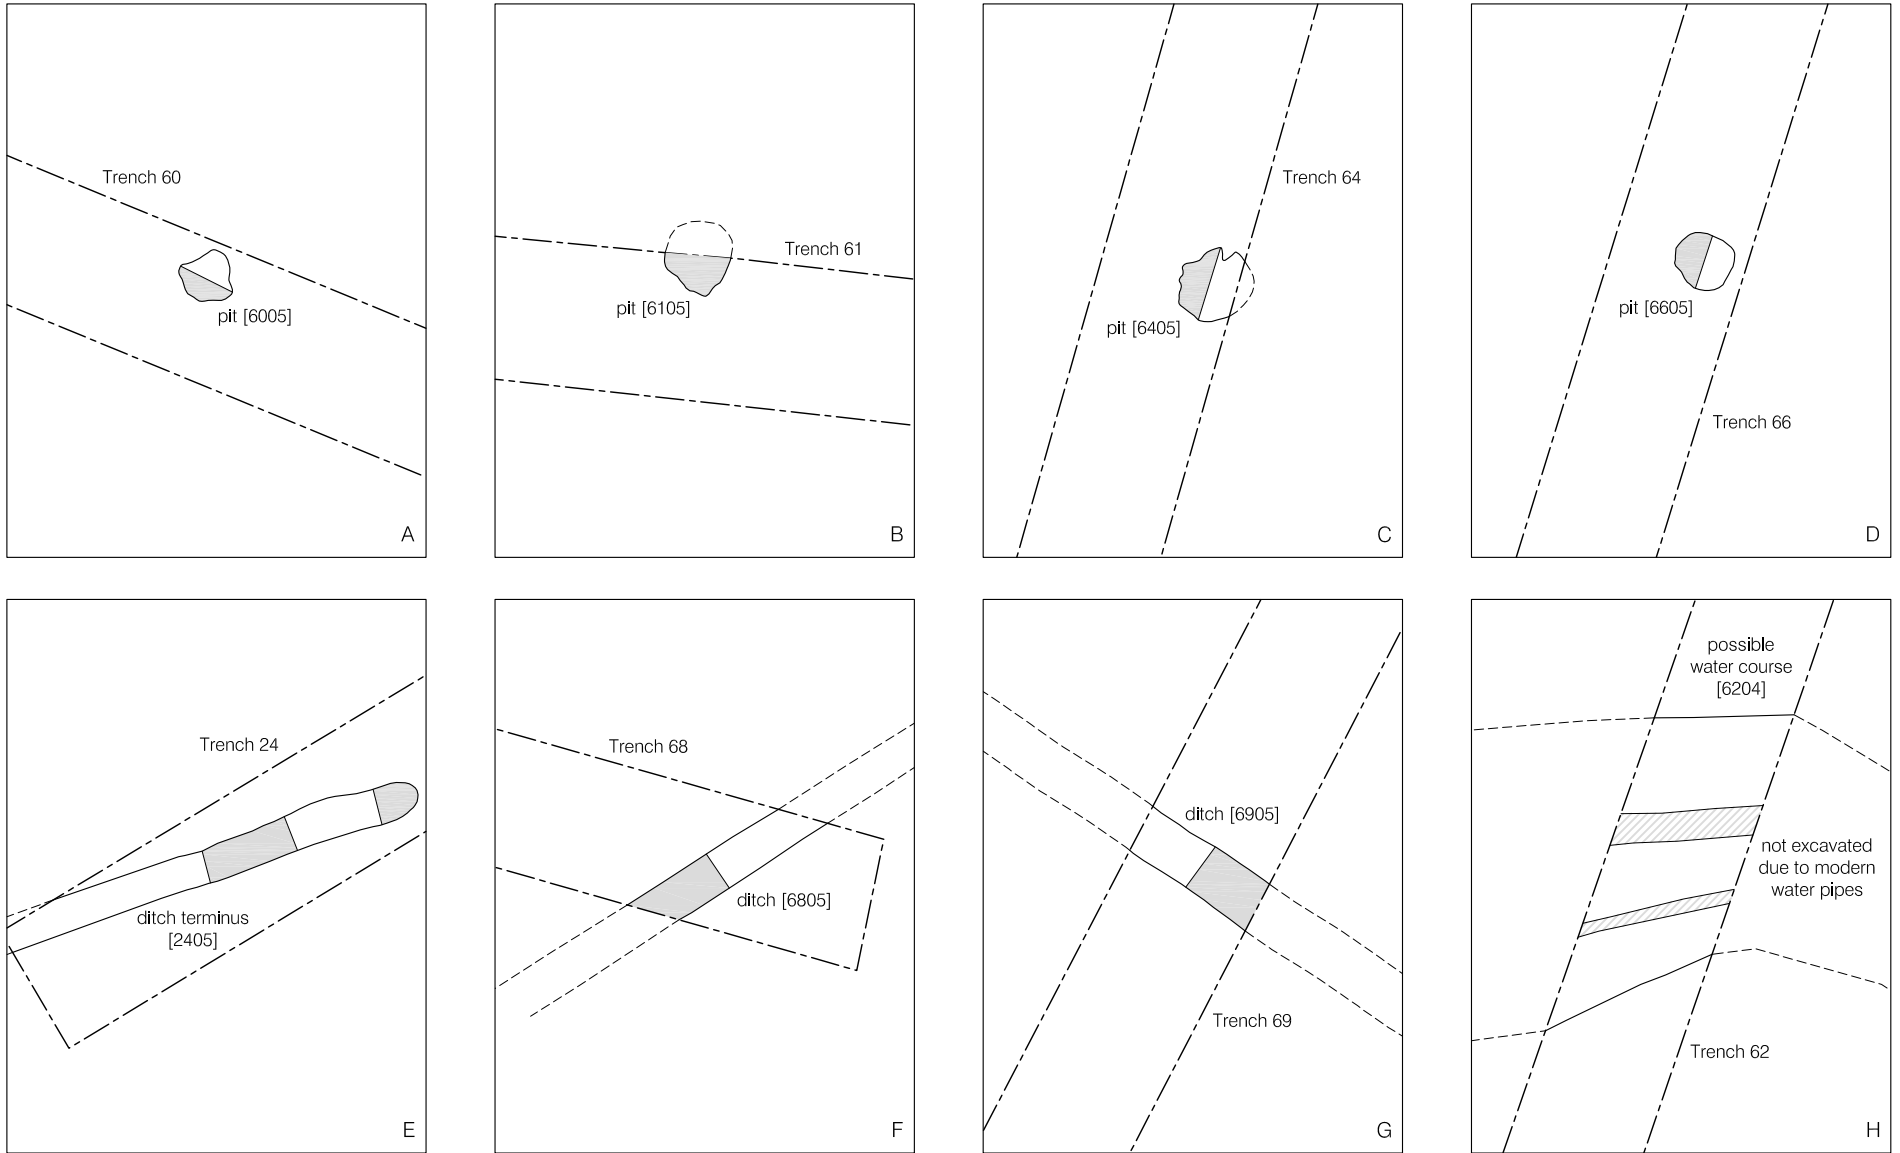 Trench 60
pit [6005]
A
Trench 61
pit [6105]
B
Trench 64
pit [6405]
C
pit [6605]
Trench 66
D
Trench 24
ditch terminus
[2405]
E
Trench 68
ditch [6805]
F
ditch [6905]
Trench 69
G
possible
water course
[6204]
not excavated
due to modern
water pipes
Trench 62
H